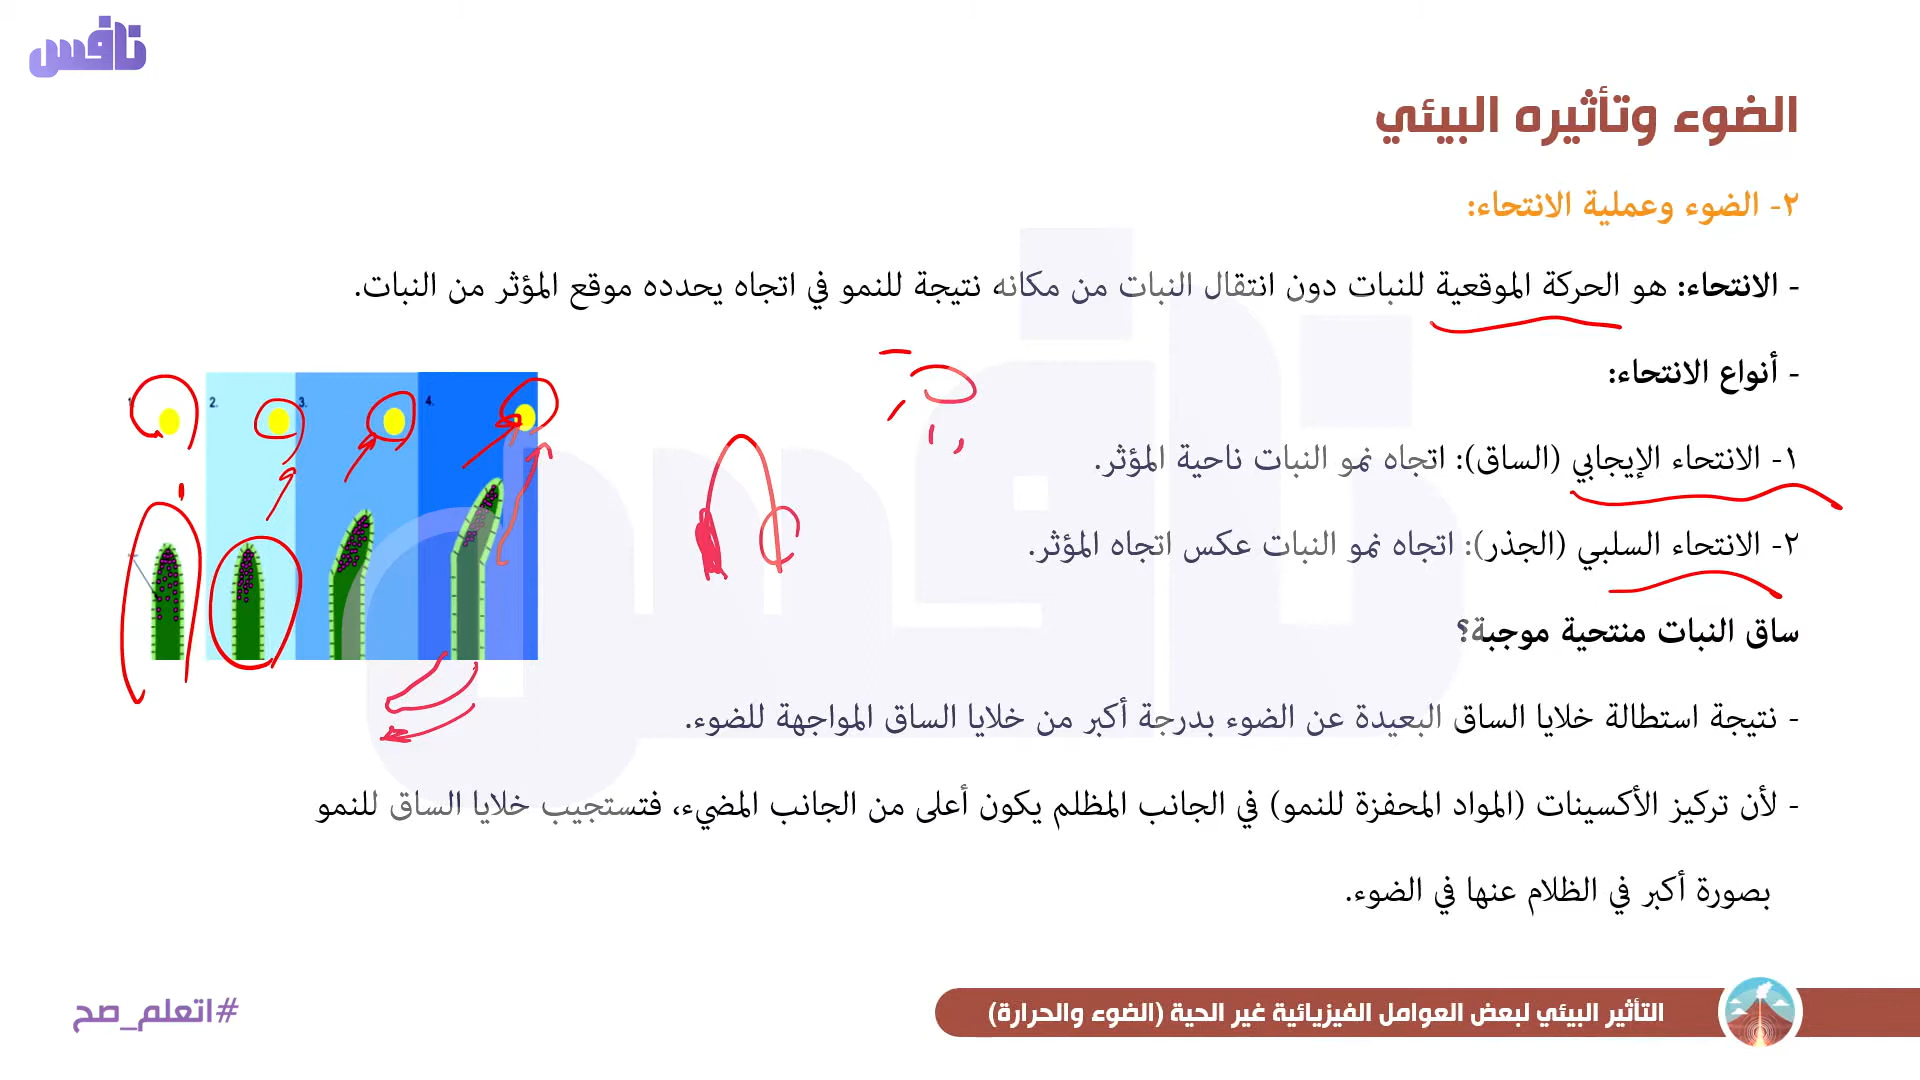 نافس
الضوء وتأثيره البيئي
٢- الضوء وعملية الانتحاء:
- الانتحاء: هو الحركة الموقعية للنبات دون انتقال النبات من مكانه نتيجة للنمو في اتجاه يحدده موقع المؤثر من النبات.
- أنواع الانتحاء:
١- الانتحاء الإيجابي (الساق): اتجاه نمو النبات ناحية المؤثر.
٢- الانتحاء السلبي (الجذر): اتجاه نمو النبات عكس اتجاه المؤثر.
ساق النبات منتحية موجبة؟
- نتيجة استطالة خلايا الساق البعيدة عن الضوء بدرجة أكبر من خلايا الساق المواجهة للضوء.
- لأن تركيز الأكسينات (المواد المحفزة للنمو) في الجانب المظلم يكون أعلى من الجانب المضيء، فتستجيب خلايا الساق للنمو
بصورة أكبر في الظلام عنها في الضوء.
1. 2. 3. 4.
التأثير البيئي لبعض العوامل الفيزيائية غير الحية (الضوء والحرارة)
#اتعلم_صح